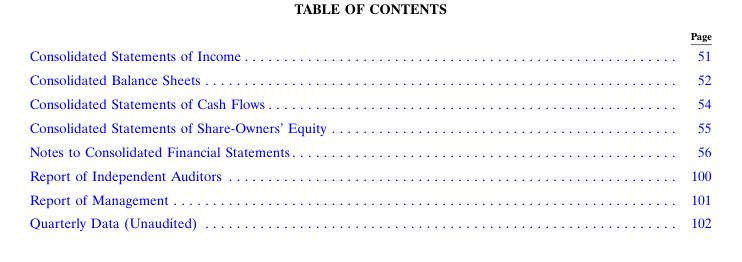 TABLE OF CONTENTS
Page
Consolidated Statements of Income . . . . . . . . . . . . . . . . . . . . . . . . . . . . . . . . . . . . . . . . . . . . . . . . . . . . . . . . 51
Consolidated Balance Sheets . . . . . . . . . . . . . . . . . . . . . . . . . . . . . . . . . . . . . . . . . . . . . . . . . . . . . . . . . . . . 52
Consolidated Statements of Cash Flows . . . . . . . . . . . . . . . . . . . . . . . . . . . . . . . . . . . . . . . . . . . . . . . . . . . . 54
Consolidated Statements of Share-Owners' Equity . . . . . . . . . . . . . . . . . . . . . . . . . . . . . . . . . . . . . . . . . . . . 55
Notes to Consolidated Financial Statements . . . . . . . . . . . . . . . . . . . . . . . . . . . . . . . . . . . . . . . . . . . . . . . . . 56
Report of Independent Auditors . . . . . . . . . . . . . . . . . . . . . . . . . . . . . . . . . . . . . . . . . . . . . . . . . . . . . . . . . 100
Report of Management . . . . . . . . . . . . . . . . . . . . . . . . . . . . . . . . . . . . . . . . . . . . . . . . . . . . . . . . . . . . . . . 101
Quarterly Data (Unaudited) . . . . . . . . . . . . . . . . . . . . . . . . . . . . . . . . . . . . . . . . . . . . . . . . . . . . . . . . . . . . 102